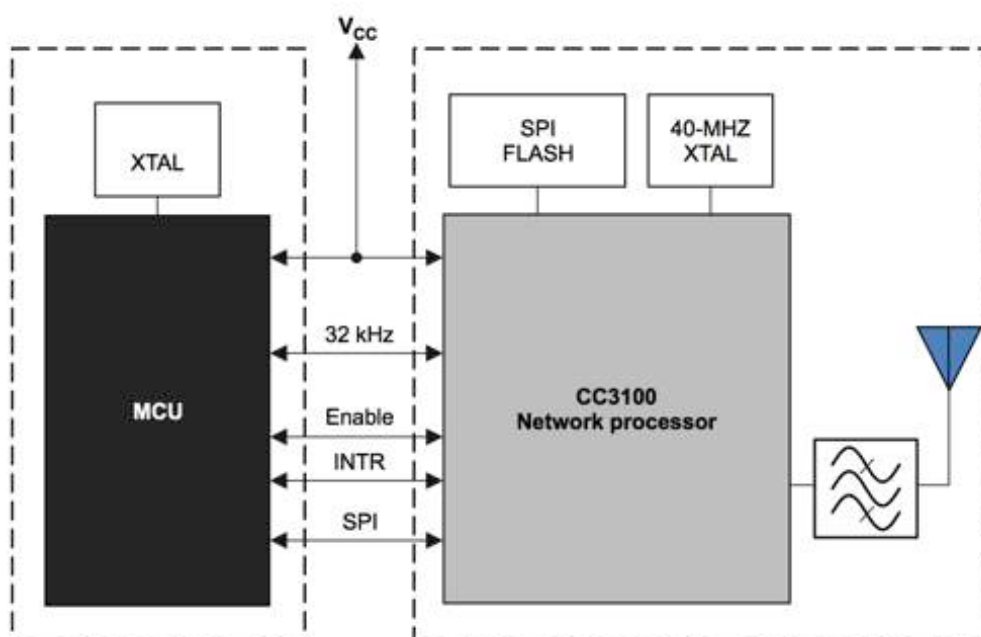 VCC
XTAL
SPI
FLASH
40-MHZ
XTAL
32 kHz
MCU
CC3100
Network processor
Enable
INTR
SPI